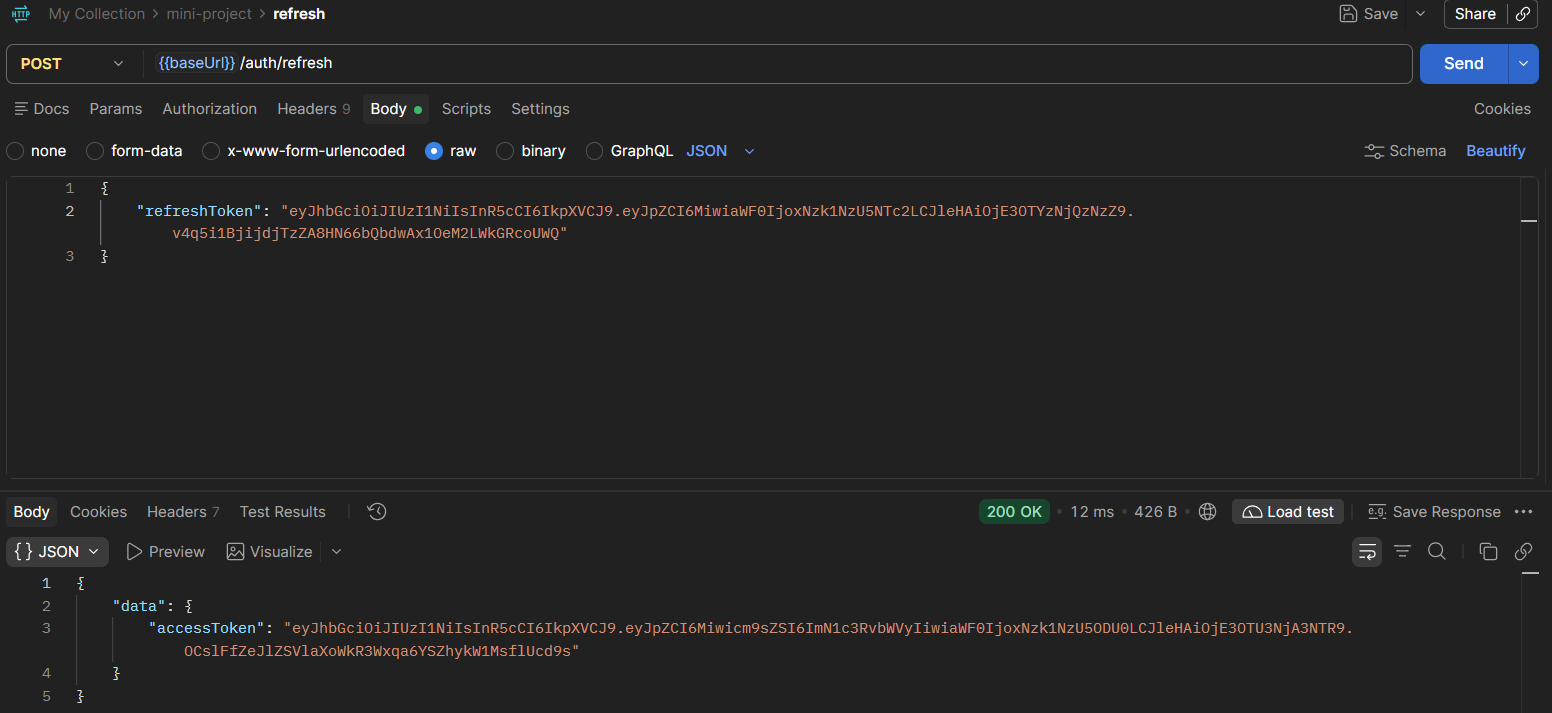 HTTP My Collection > mini-project > refresh Save Share
POST {{baseUrl}} /auth/refresh Send
Docs Params Authorization Headers 9 Body Scripts Settings Cookies
none form-data x-www-form-urlencoded raw binary GraphQL JSON Schema Beautify
1 {
2 "refreshToken": "eyJhbGciOiJIUzI1NiIsInR5cCI6IkpXVCJ9.eyJpZCI6MiwiaWF0IjoxNzk1NzU5NTc2LCJleHAiOjE3OTYzNjQzNzZ9.
v4q5i1BjijdjTzZA8HN66bQbdwAx1OeM2LWkGRcoUWQ"
3 }
Body Cookies Headers 7 Test Results 200 OK • 12 ms • 426 B • Load test e.g. Save Response
{} JSON Preview Visualize
1 {
2 "data": {
3 "accessToken": "eyJhbGciOiJIUzI1NiIsInR5cCI6IkpXVCJ9.eyJpZCI6Miwicm9sZSI6ImN1c3RvbWVyIiwiaWF0IjoxNzk1NzU5ODU0LCJleHAiOjE3OTU3NjA3NTR9.
OCslFfZeJlZSVlaXoWkR3Wxqa6YSZhykW1MsflUcd9s"
4 }
5 }